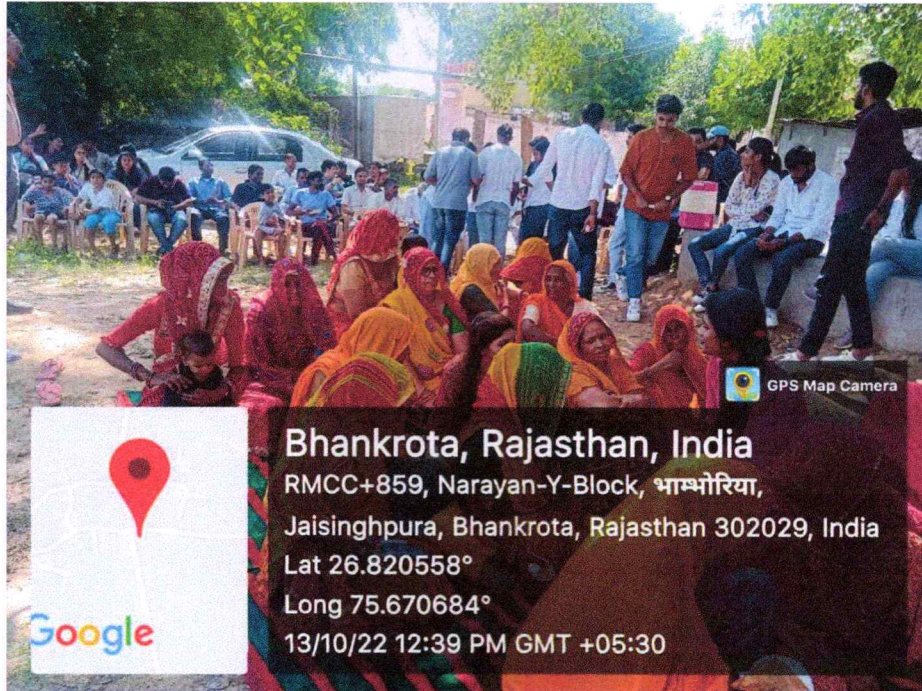 GPS Map Camera
Bhankrota, Rajasthan, India
RMCC+859, Narayan-Y-Block, भाम्भोरिया,
Jaisinghpura, Bhankrota, Rajasthan 302029, India
Lat 26.820558°
Long 75.670684°
13/10/22 12:39 PM GMT +05:30
Google